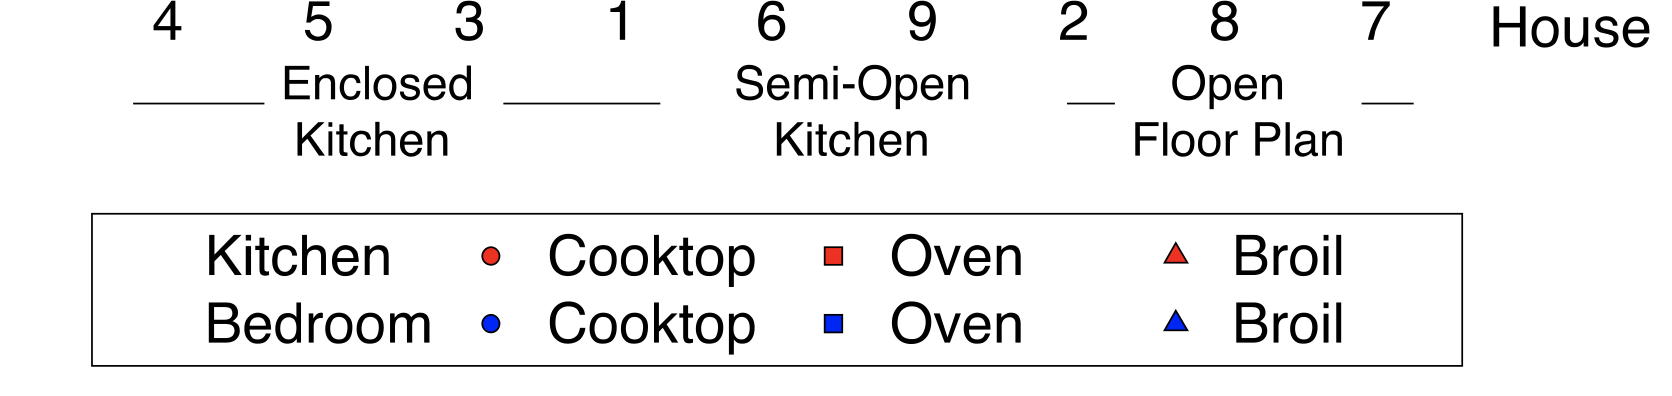 4 5 3 1 6 9 2 8 7 House
Enclosed Semi-Open Open
Kitchen Kitchen Floor Plan
Kitchen Cooktop Oven Broil
Bedroom Cooktop Oven Broil